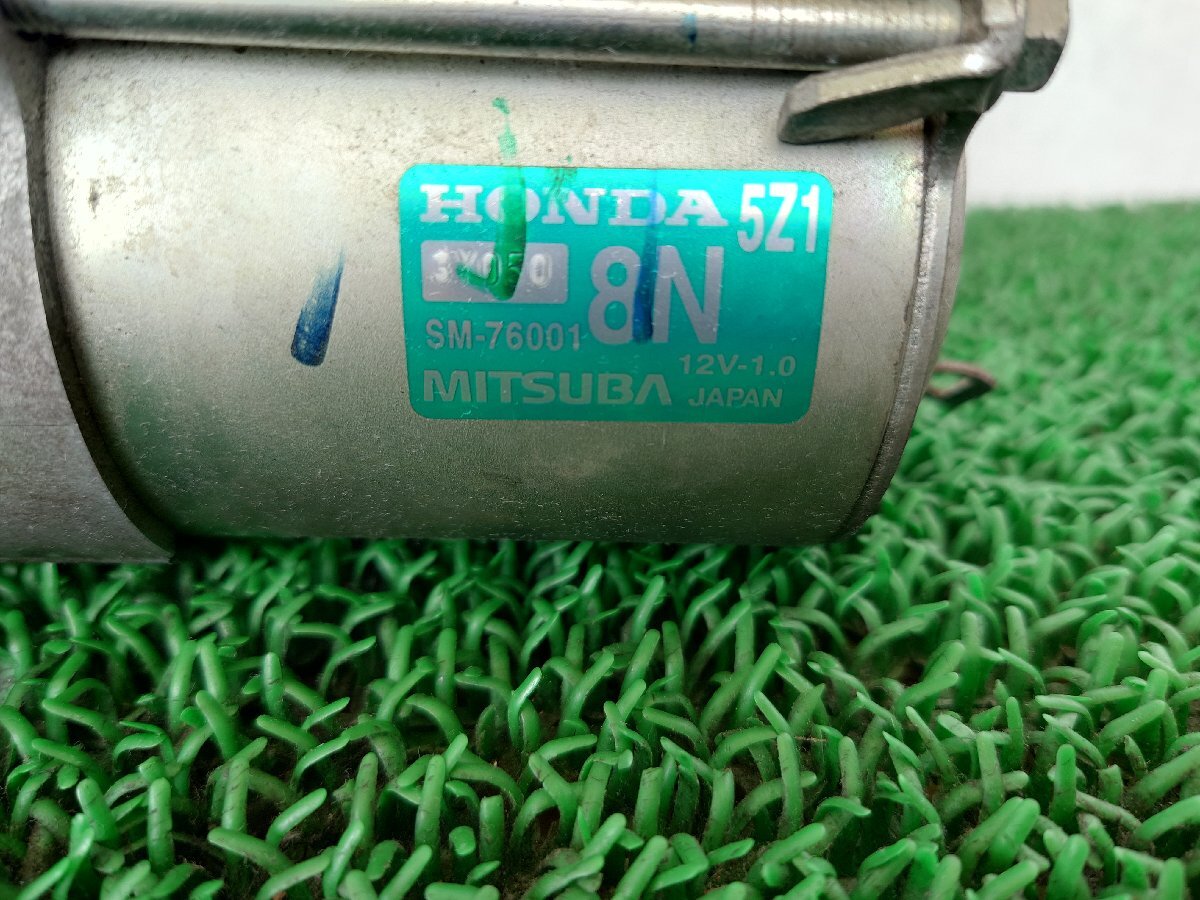 HONDA 5Z1
8N
SM-76001
12V-1.0
MITSUBA JAPAN